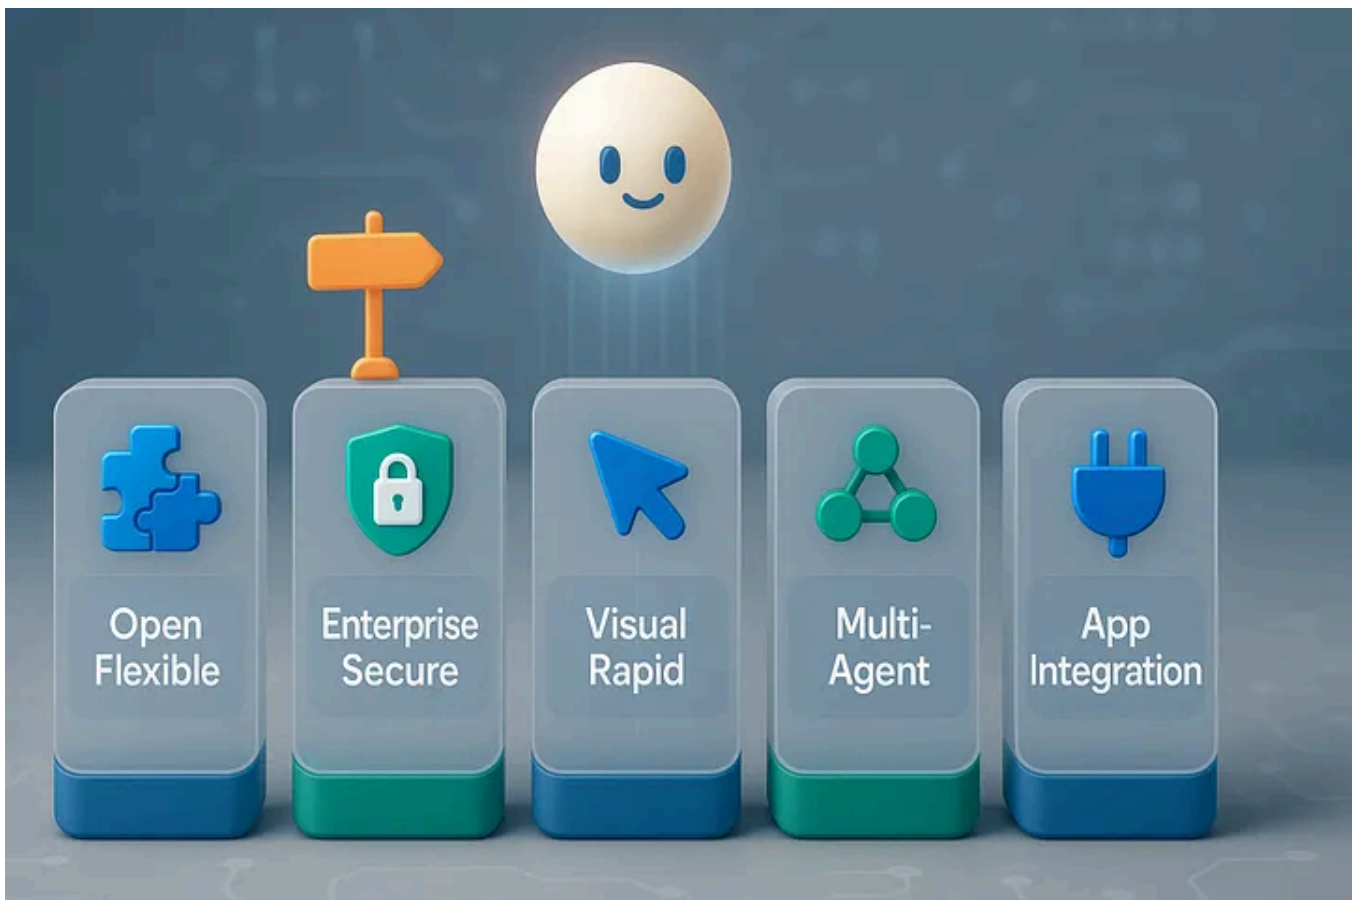 Open
Flexible
Enterprise
Secure
Visual
Rapid
Multi-
Agent
App
Integration